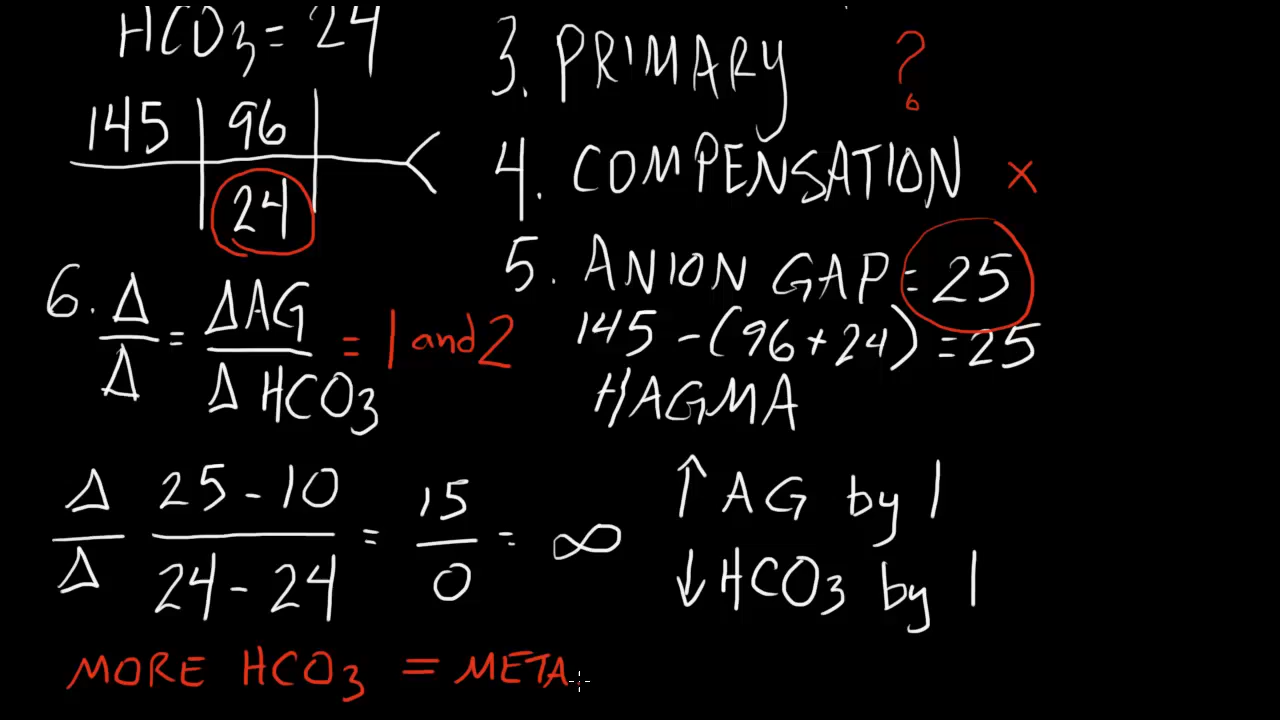 HCO3 = 24
145 | 96
24
3. PRIMARY ?
4. COMPENSATION X
5. ANION GAP = 25
145 - (96 + 24) = 25
HAGMA
6. Δ/Δ = ΔAG/ΔHCO3 = 1 and 2
Δ/Δ 25 - 10/24 - 24 = 15/0 = ∞
↑ AG by 1
↓ HCO3 by 1
MORE HCO3 = META